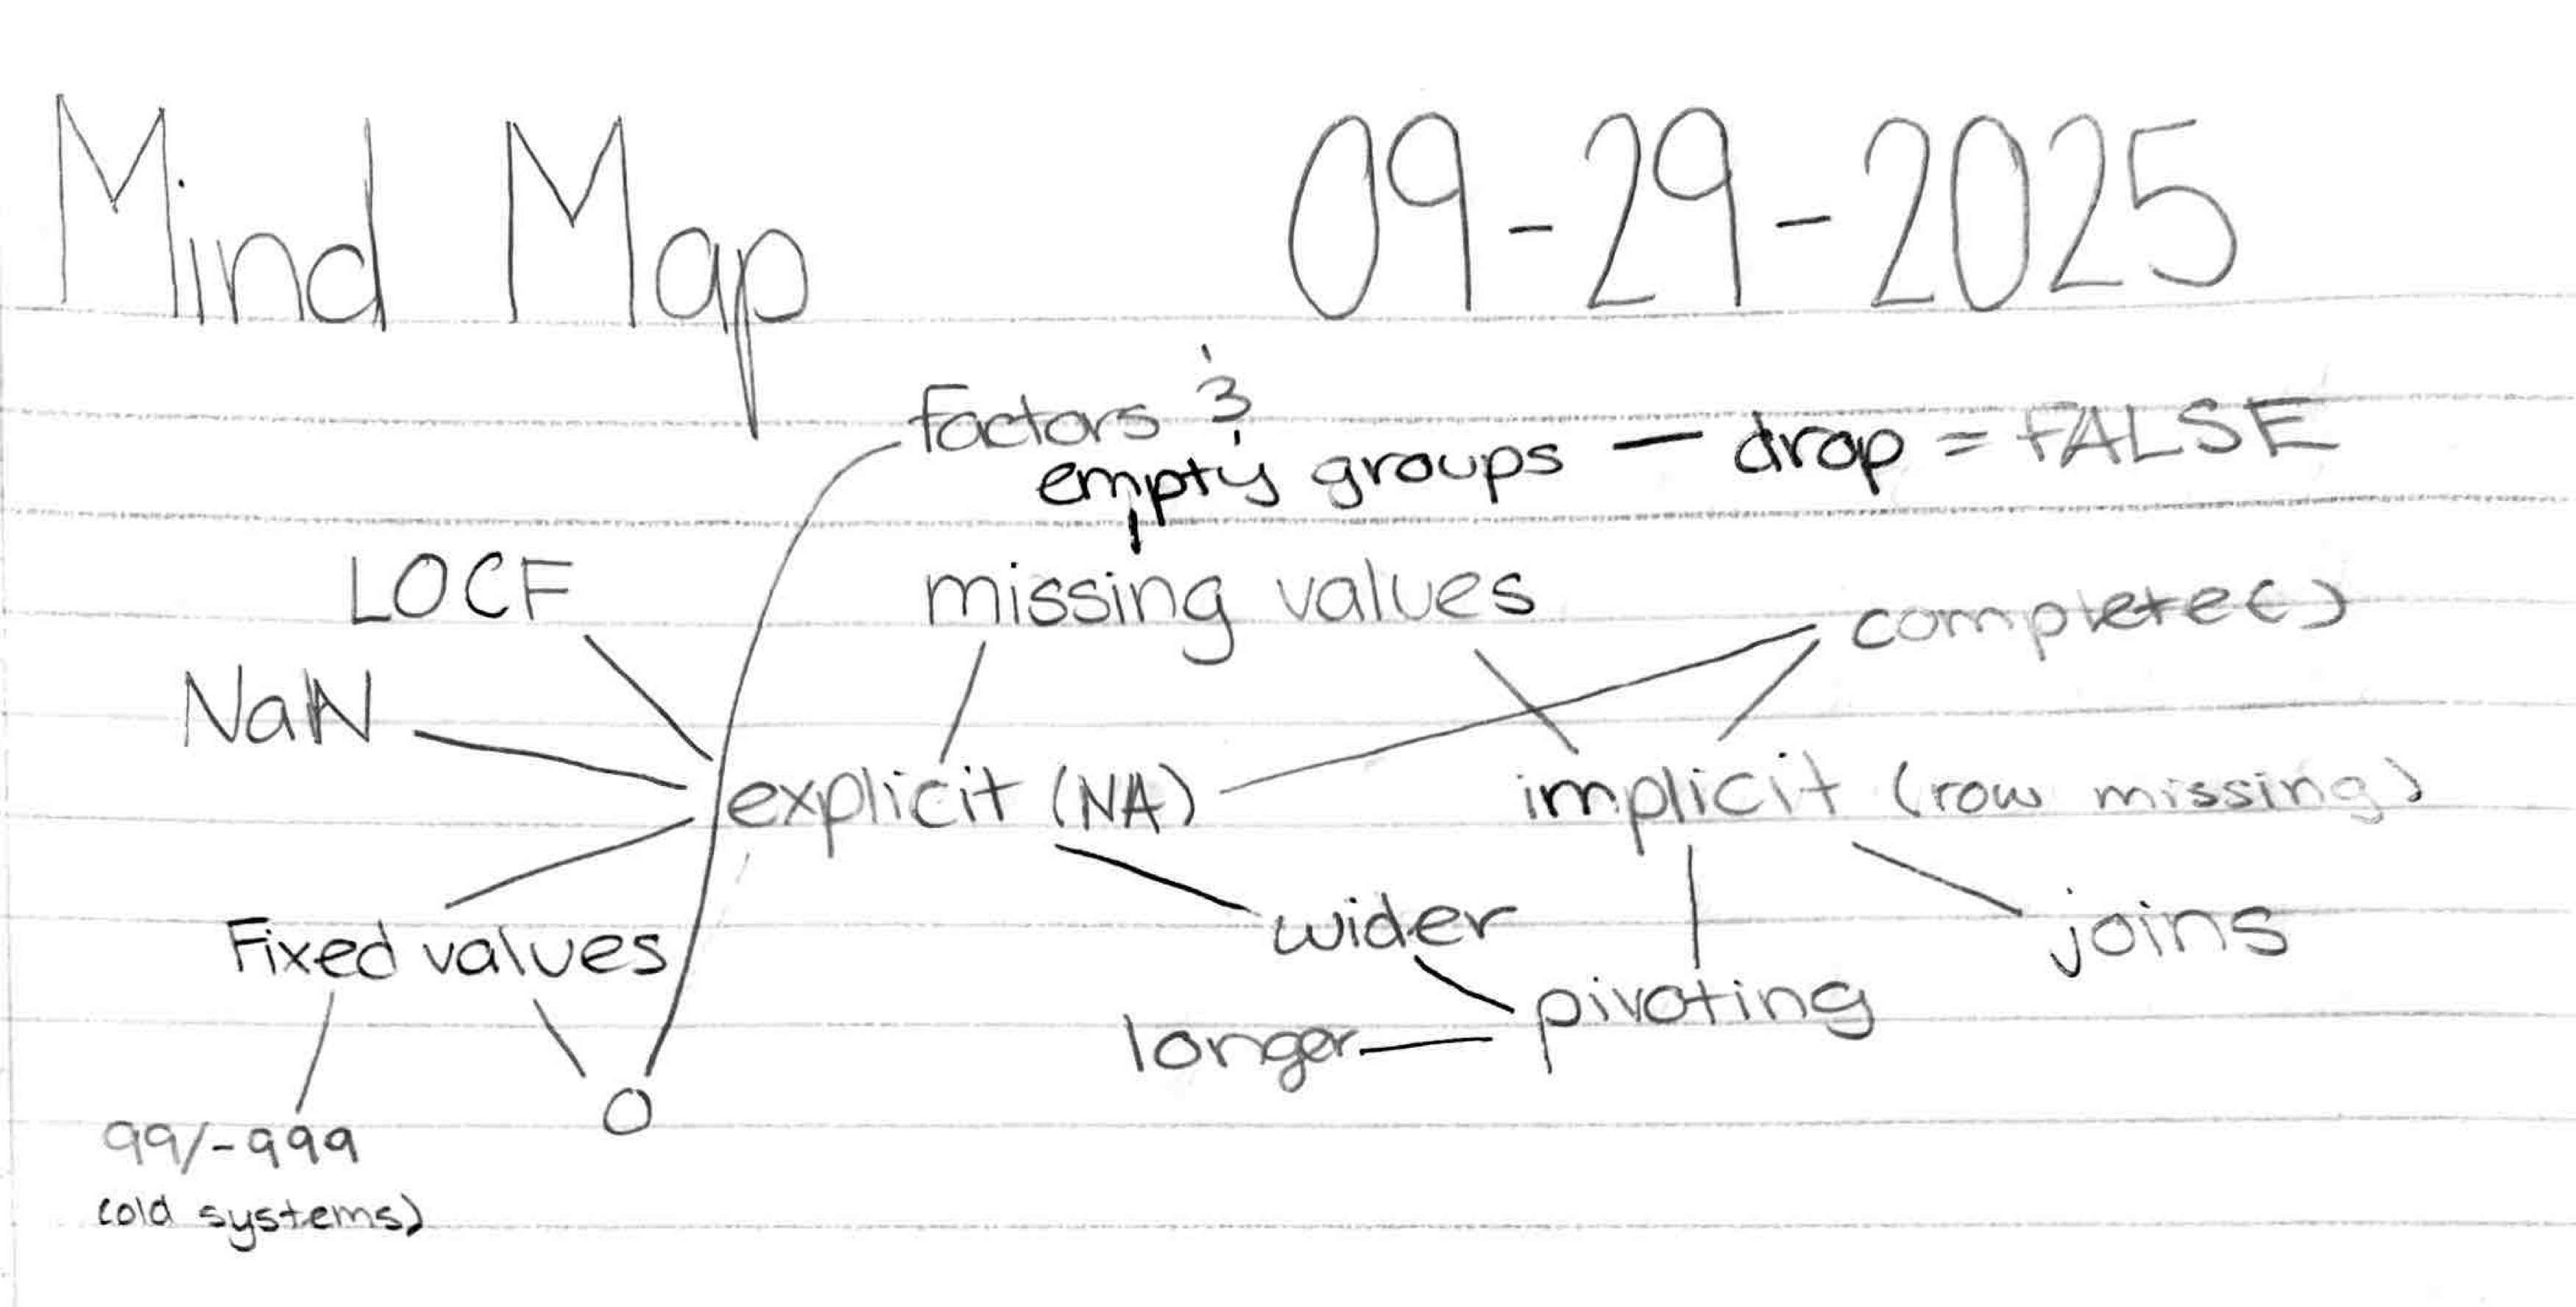 Mind Map 09-29-2025
Factors &
empty groups — drop = FALSE
LOCF
missing values
complete()
NaN
explicit (NA)
implicit (row missing)
Fixed values
wider
joins
longer
pivoting
0
99/-999
(old systems)